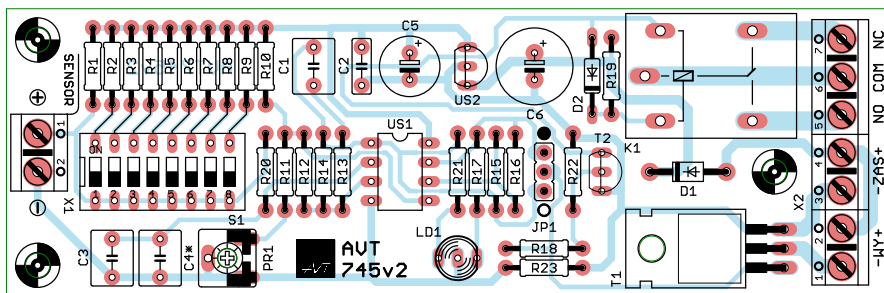 SENSOR
+
1
2
−
X1
R1
R2
R3
R4
R5
R6
R7
R8
R9
R10
C1
C2
C5
+
US2
+
C6
D2
R19
K1
NO COM NC
7
6
5
4
3
2
1
-ZAS+
X2
-WY+
ON
1 2 3 4 5 6 7 8
S1
R20
R11
R12
R14
R13
US1
R21
R17
R15
R16
JP1
R22
T2
D1
C3
C4*
PR1
AVT
AVT
745v2
LD1
R18
R23
T1